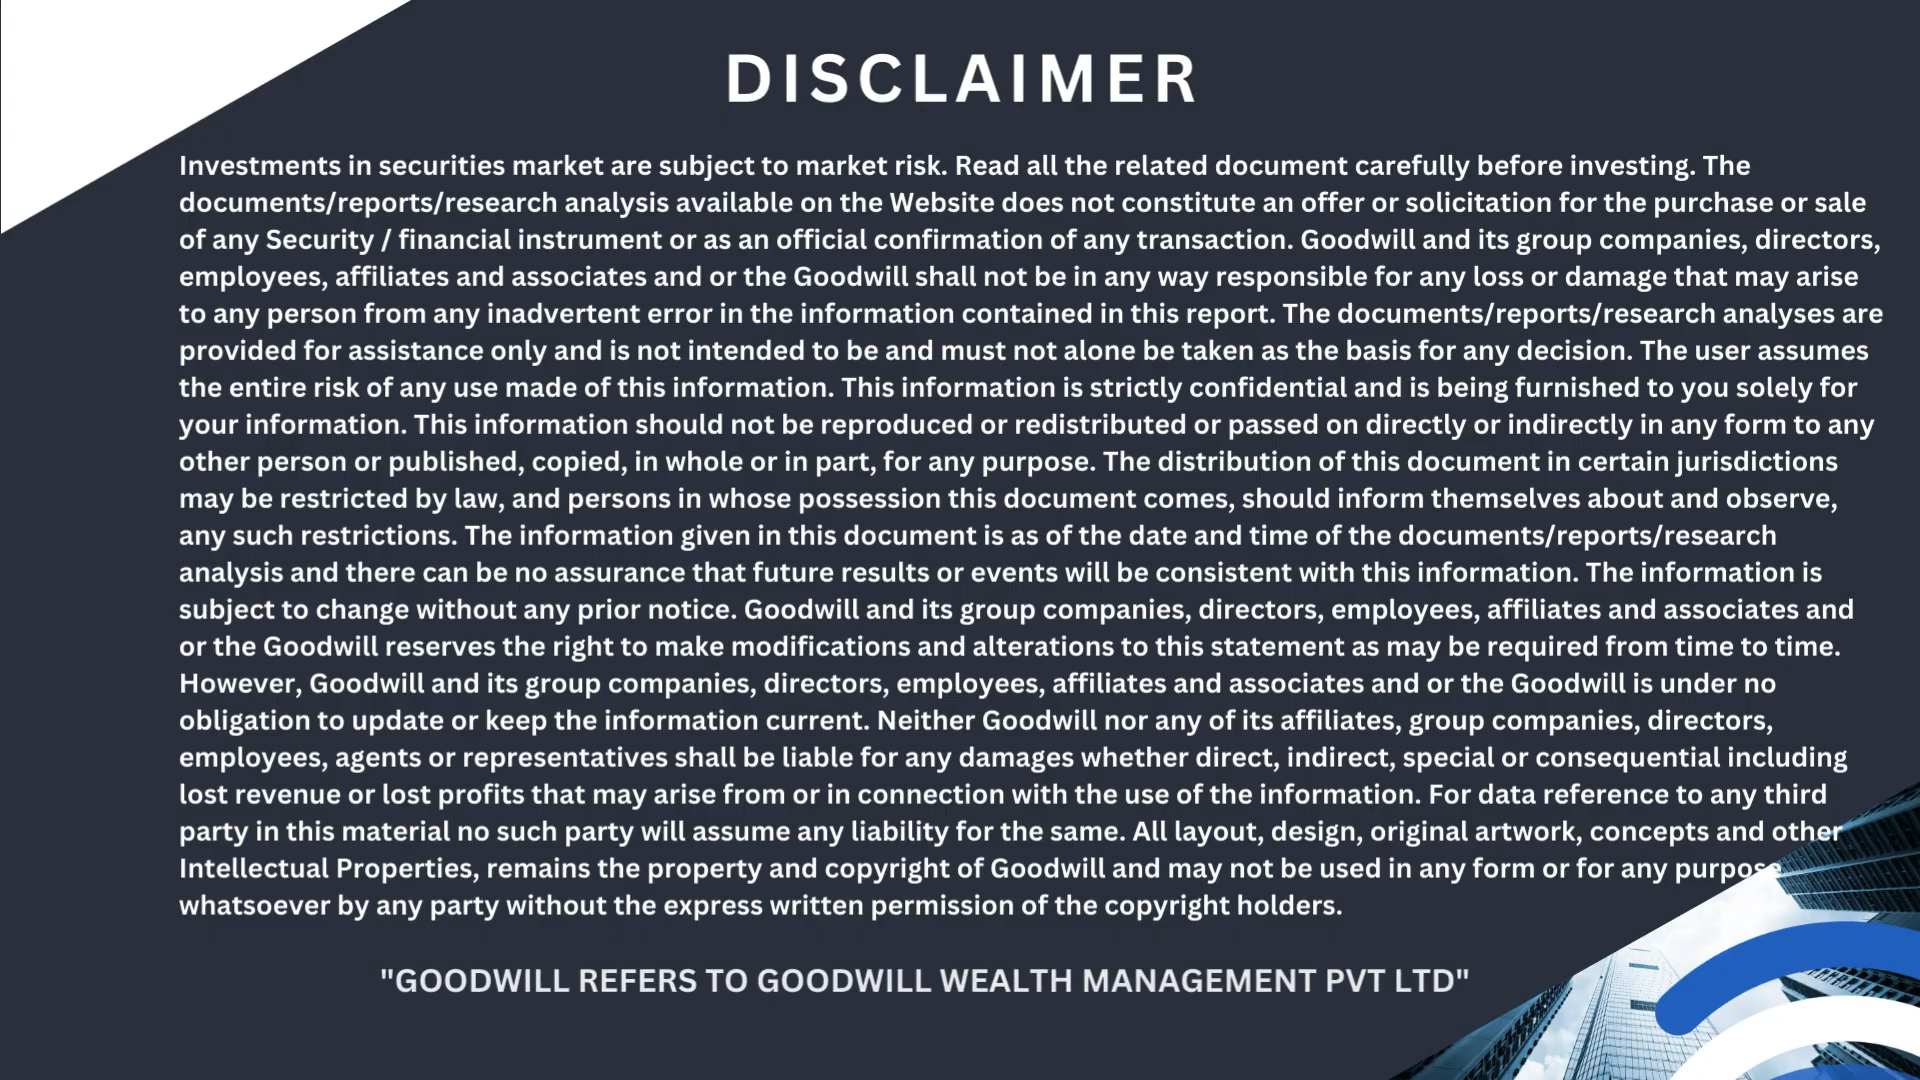 DISCLAIMER
Investments in securities market are subject to market risk. Read all the related document carefully before investing. The
documents/reports/research analysis available on the Website does not constitute an offer or solicitation for the purchase or sale
of any Security / financial instrument or as an official confirmation of any transaction. Goodwill and its group companies, directors,
employees, affiliates and associates and or the Goodwill shall not be in any way responsible for any loss or damage that may arise
to any person from any inadvertent error in the information contained in this report. The documents/reports/research analyses are
provided for assistance only and is not intended to be and must not alone be taken as the basis for any decision. The user assumes
the entire risk of any use made of this information. This information is strictly confidential and is being furnished to you solely for
your information. This information should not be reproduced or redistributed or passed on directly or indirectly in any form to any
other person or published, copied, in whole or in part, for any purpose. The distribution of this document in certain jurisdictions
may be restricted by law, and persons in whose possession this document comes, should inform themselves about and observe,
any such restrictions. The information given in this document is as of the date and time of the documents/reports/research
analysis and there can be no assurance that future results or events will be consistent with this information. The information is
subject to change without any prior notice. Goodwill and its group companies, directors, employees, affiliates and associates and
or the Goodwill reserves the right to make modifications and alterations to this statement as may be required from time to time.
However, Goodwill and its group companies, directors, employees, affiliates and associates and or the Goodwill is under no
obligation to update or keep the information current. Neither Goodwill nor any of its affiliates, group companies, directors,
employees, agents or representatives shall be liable for any damages whether direct, indirect, special or consequential including
lost revenue or lost profits that may arise from or in connection with the use of the information. For data reference to any third
party in this material no such party will assume any liability for the same. All layout, design, original artwork, concepts and other
Intellectual Properties, remains the property and copyright of Goodwill and may not be used in any form or for any purpose
whatsoever by any party without the express written permission of the copyright holders.
"GOODWILL REFERS TO GOODWILL WEALTH MANAGEMENT PVT LTD"